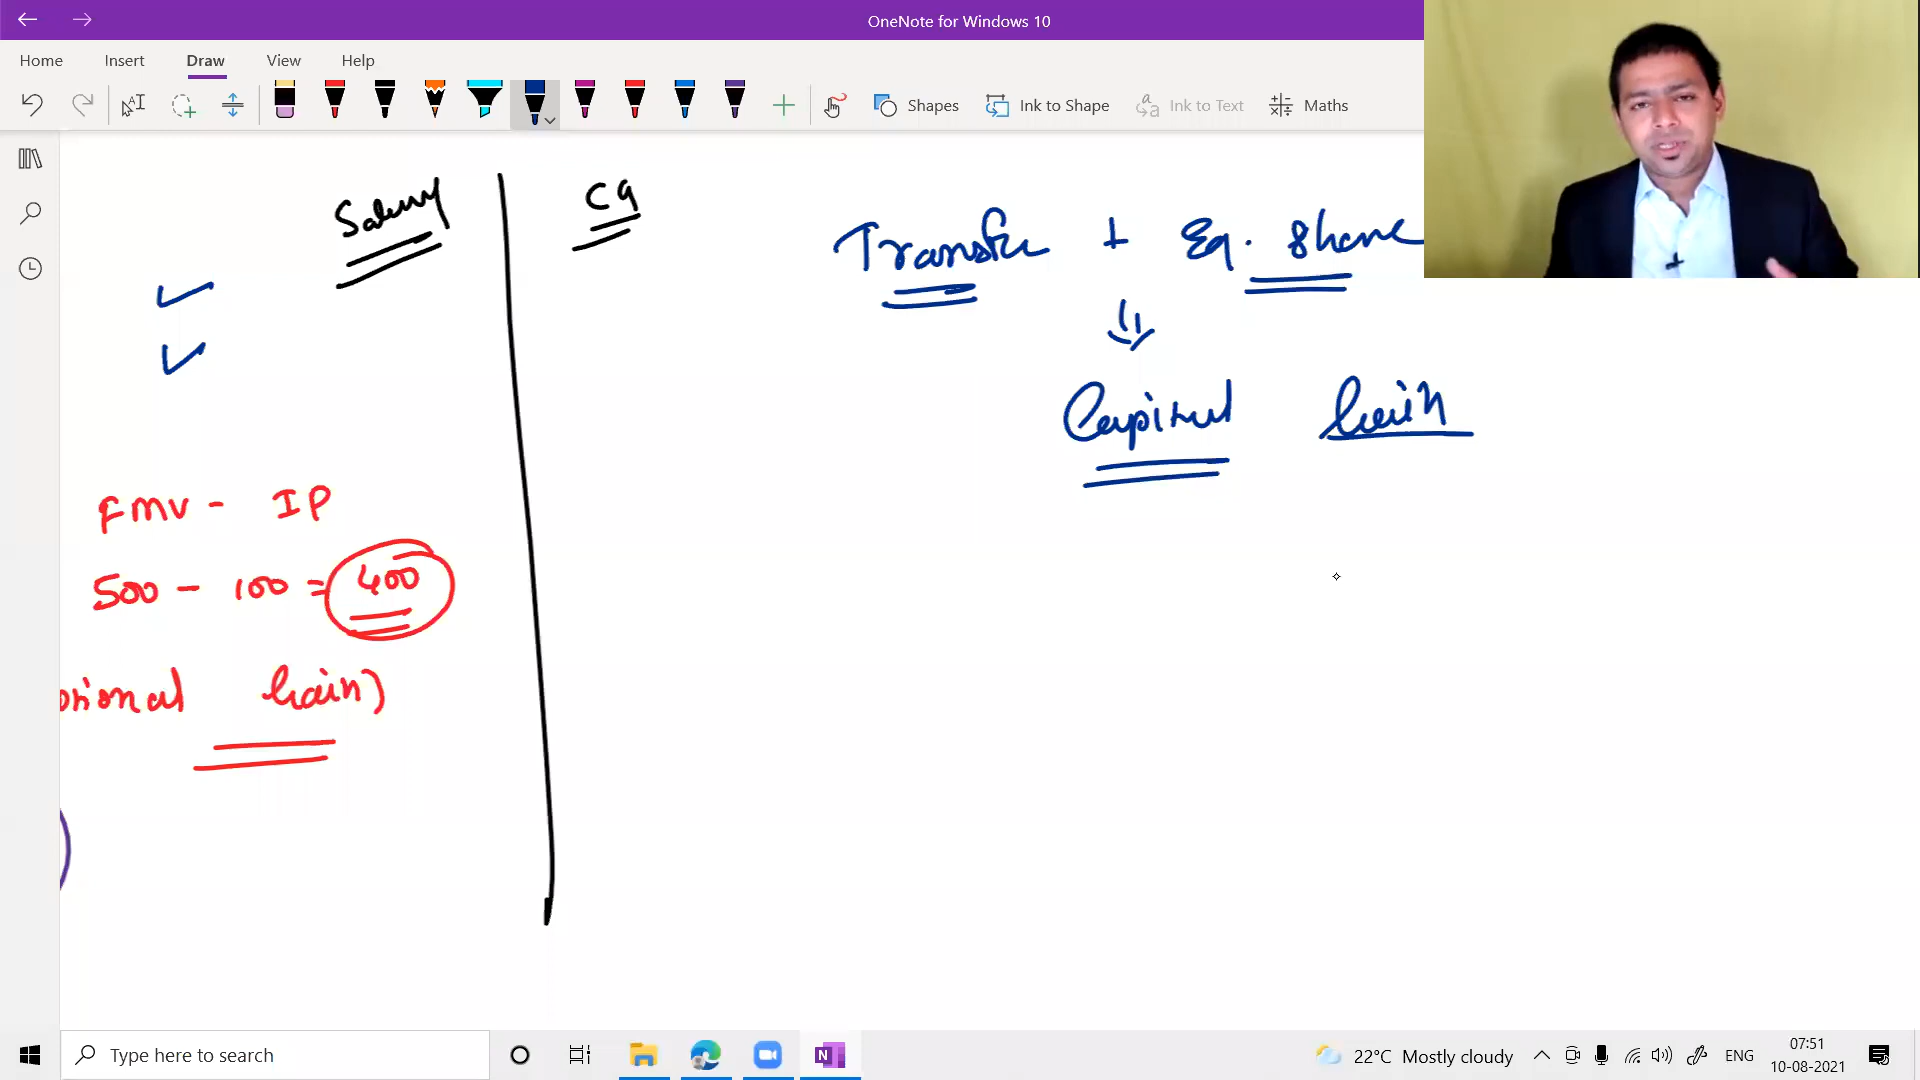 OneNote for Windows 10
Home Insert Draw View Help
Shapes Ink to Shape Ink to Text Maths
Salary CG
Transfer + Eq. Share
Capital Gain
FMV - IP
500 - 100 = 400
otional Gain)
Type here to search
N
22°C Mostly cloudy ENG 07:51
10-08-2021